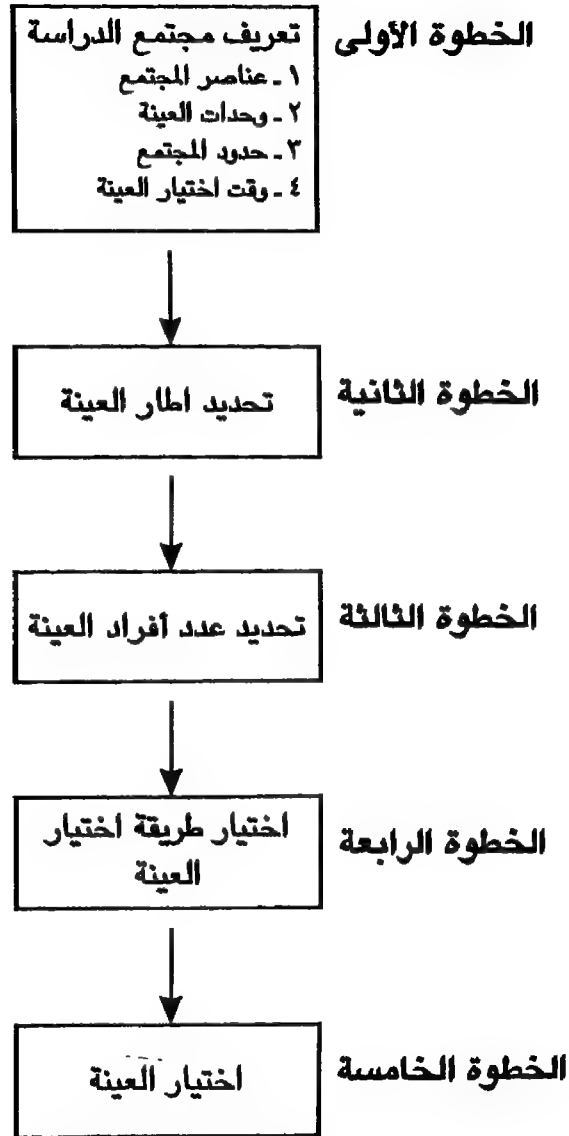 الخطوة الأولى
تعريف مجتمع الدراسة
١ ـ عناصر المجتمع
٢ ـ وحدات العينة
٣ ـ حدود المجتمع
٤ ـ وقت اختيار العينة
الخطوة الثانية
تحديد اطار العينة
الخطوة الثالثة
تحديد عدد أفراد العينة
الخطوة الرابعة
اختيار طريقة اختيار
العينة
الخطوة الخامسة
اختيار العينة